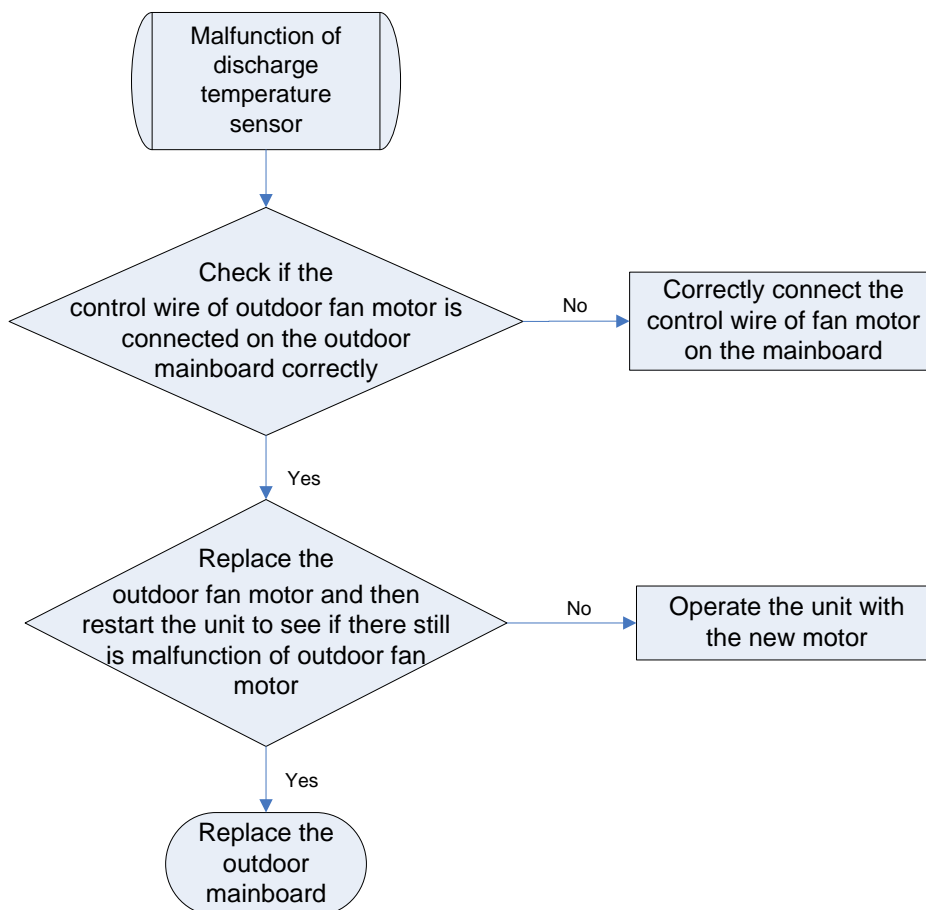 Malfunction of
discharge
temperature
sensor
Check if the
control wire of outdoor fan motor is
connected on the outdoor
mainboard correctly
No
Correctly connect the
control wire of fan motor
on the mainboard
Yes
Replace the
outdoor fan motor and then
restart the unit to see if there still
is malfunction of outdoor fan
motor
No
Operate the unit with
the new motor
Yes
Replace the
outdoor
mainboard